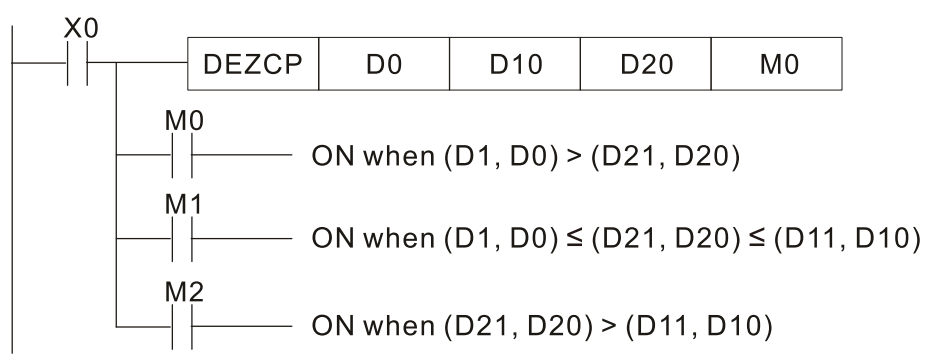 X0
DEZCP D0 D10 D20 M0
M0
ON when (D1, D0) > (D21, D20)
M1
ON when (D1, D0) ≤ (D21, D20) ≤ (D11, D10)
M2
ON when (D21, D20) > (D11, D10)